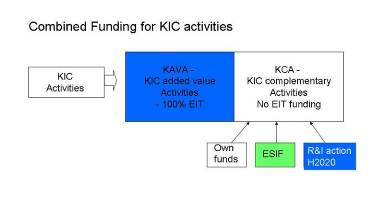 Combined Funding for KIC activities
KIC
Activities
KAVA -
KIC added value
Activities
- 100% EIT
KCA –
KIC complementary
Activities
No EIT funding
Own
funds
ESIF
R&I action
H2020